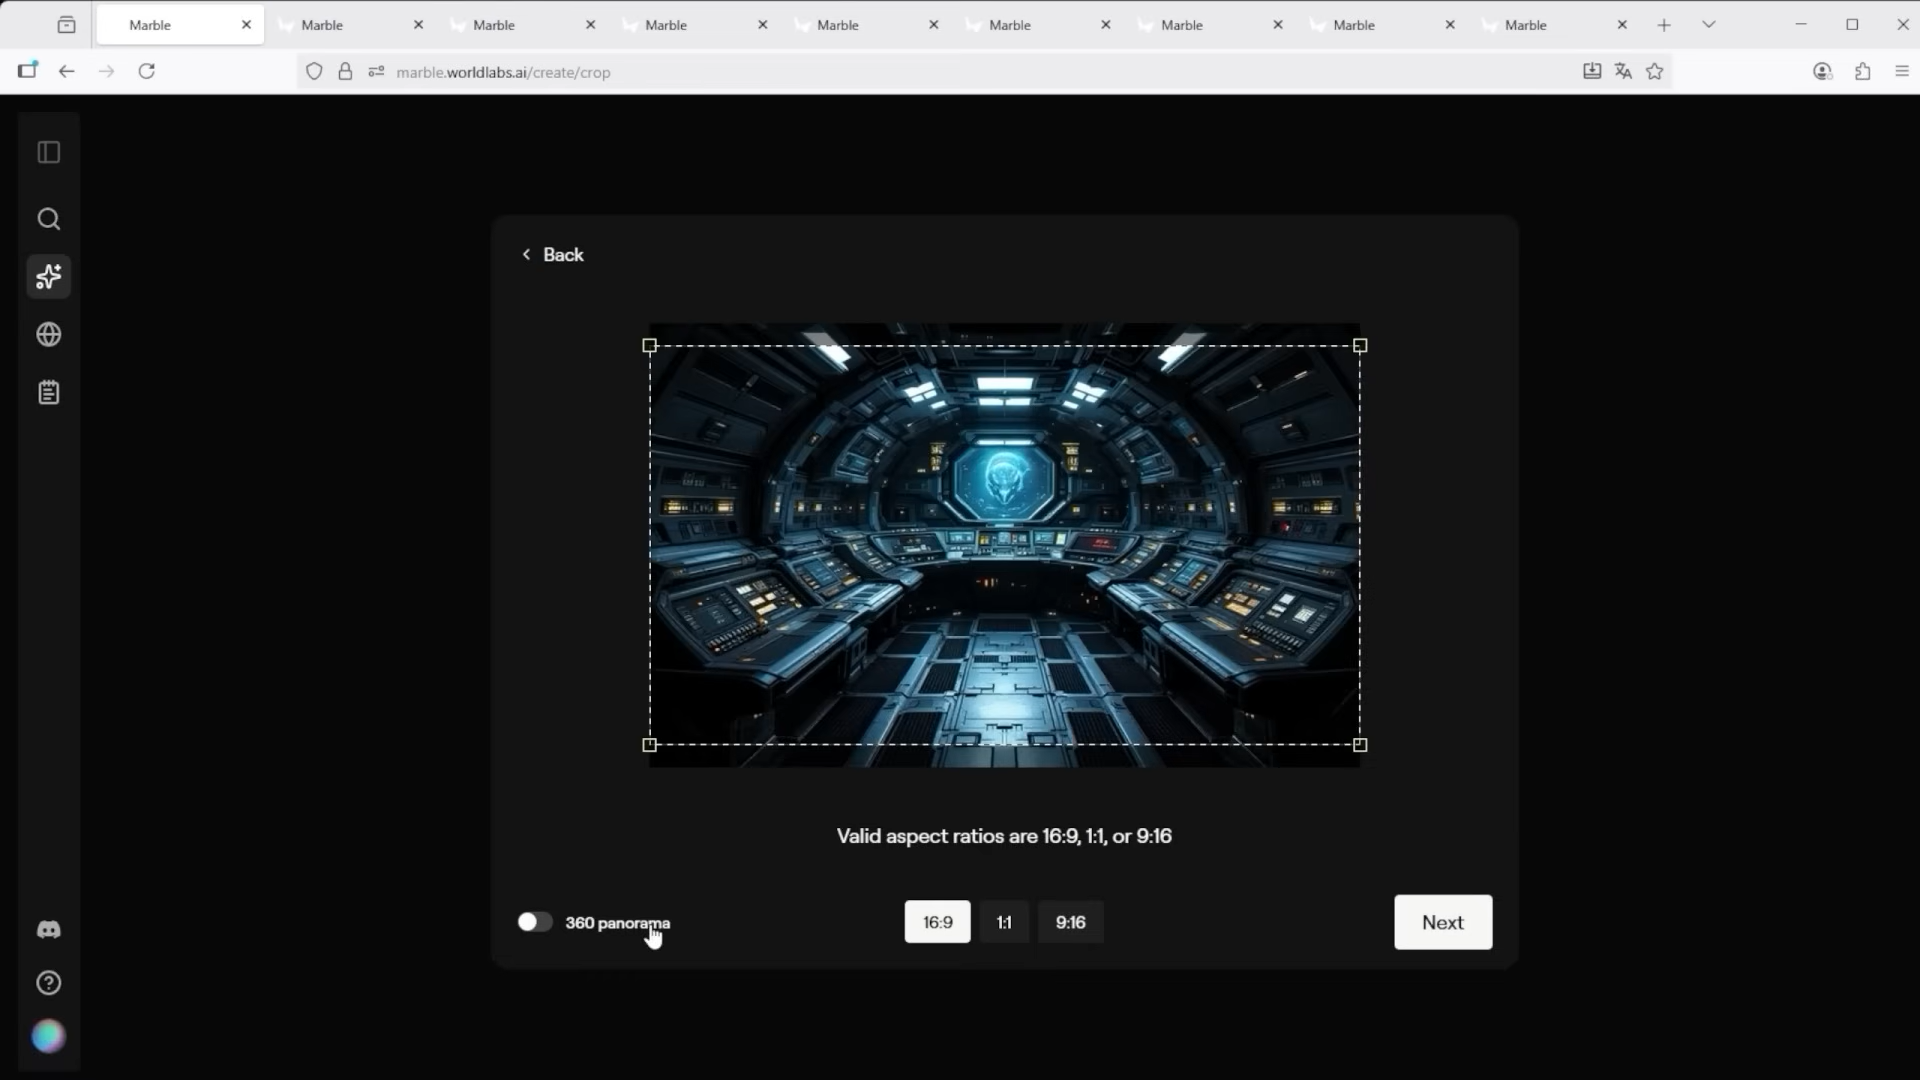 Marble
Marble
Marble
Marble
Marble
Marble
Marble
Marble
Marble
marble.worldlabs.ai/create/crop
Back
Valid aspect ratios are 16:9, 1:1, or 9:16
360 panorama
16:9
1:1
9:16
Next